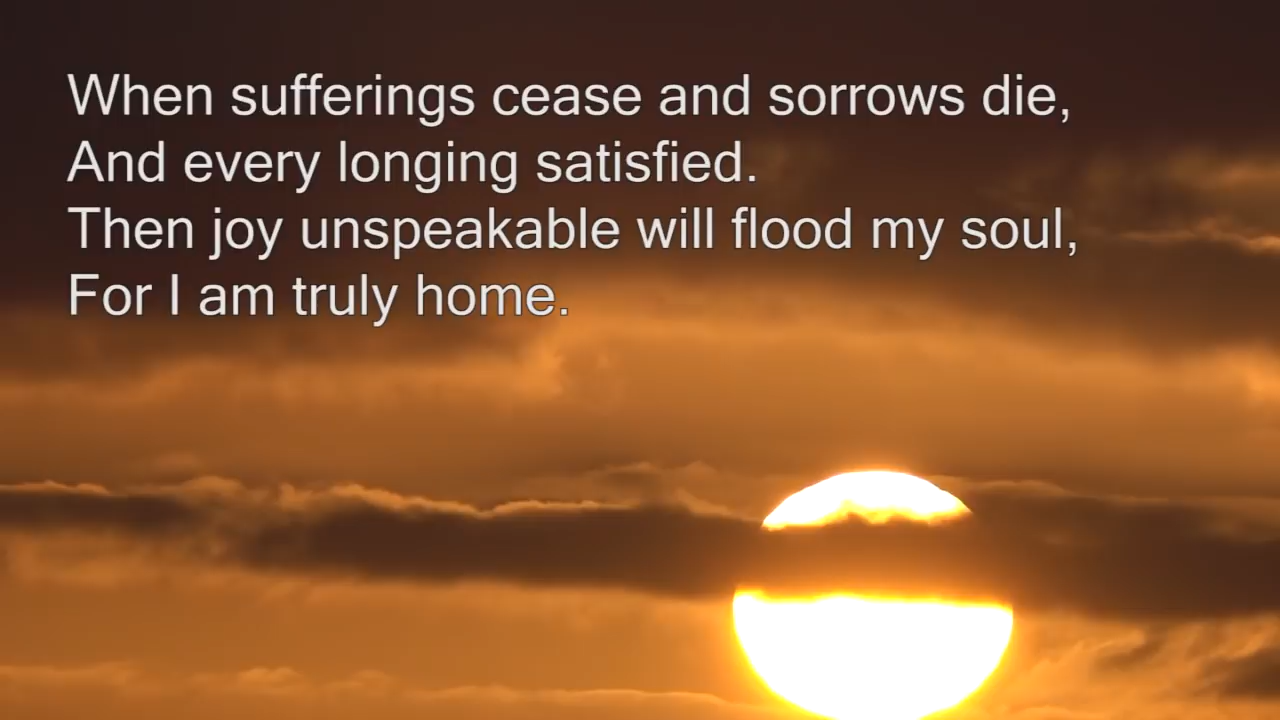 When sufferings cease and sorrows die,
And every longing satisfied.
Then joy unspeakable will flood my soul,
For I am truly home.